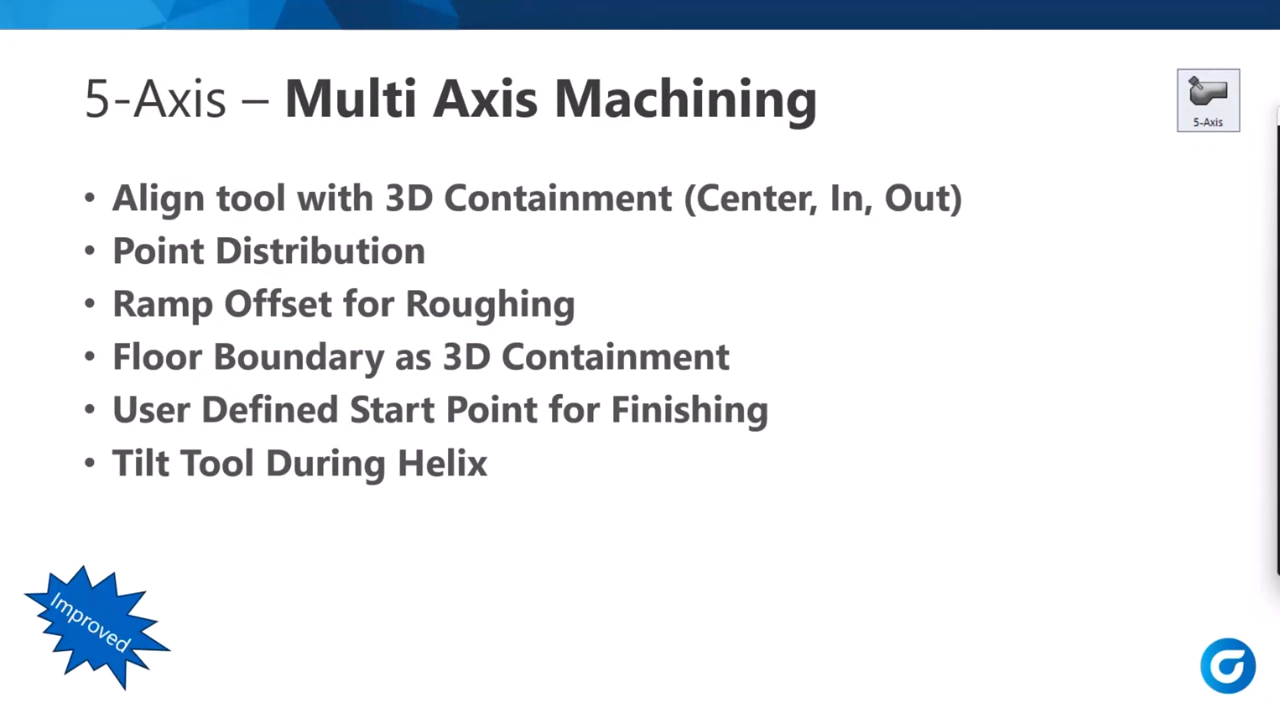 5-Axis – Multi Axis Machining
5-Axis
• Align tool with 3D Containment (Center, In, Out)
• Point Distribution
• Ramp Offset for Roughing
• Floor Boundary as 3D Containment
• User Defined Start Point for Finishing
• Tilt Tool During Helix
Improved